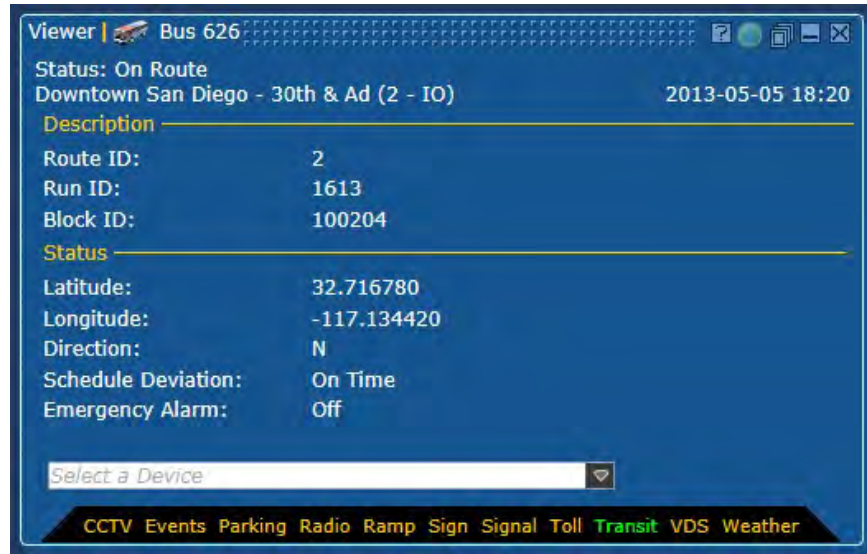 Viewer | Bus 626 ?
Status: On Route
Downtown San Diego - 30th & Ad (2 - IO) 2013-05-05 18:20
Description
Route ID: 2
Run ID: 1613
Block ID: 100204
Status
Latitude: 32.716780
Longitude: -117.134420
Direction: N
Schedule Deviation: On Time
Emergency Alarm: Off
Select a Device
CCTV Events Parking Radio Ramp Sign Signal Toll Transit VDS Weather